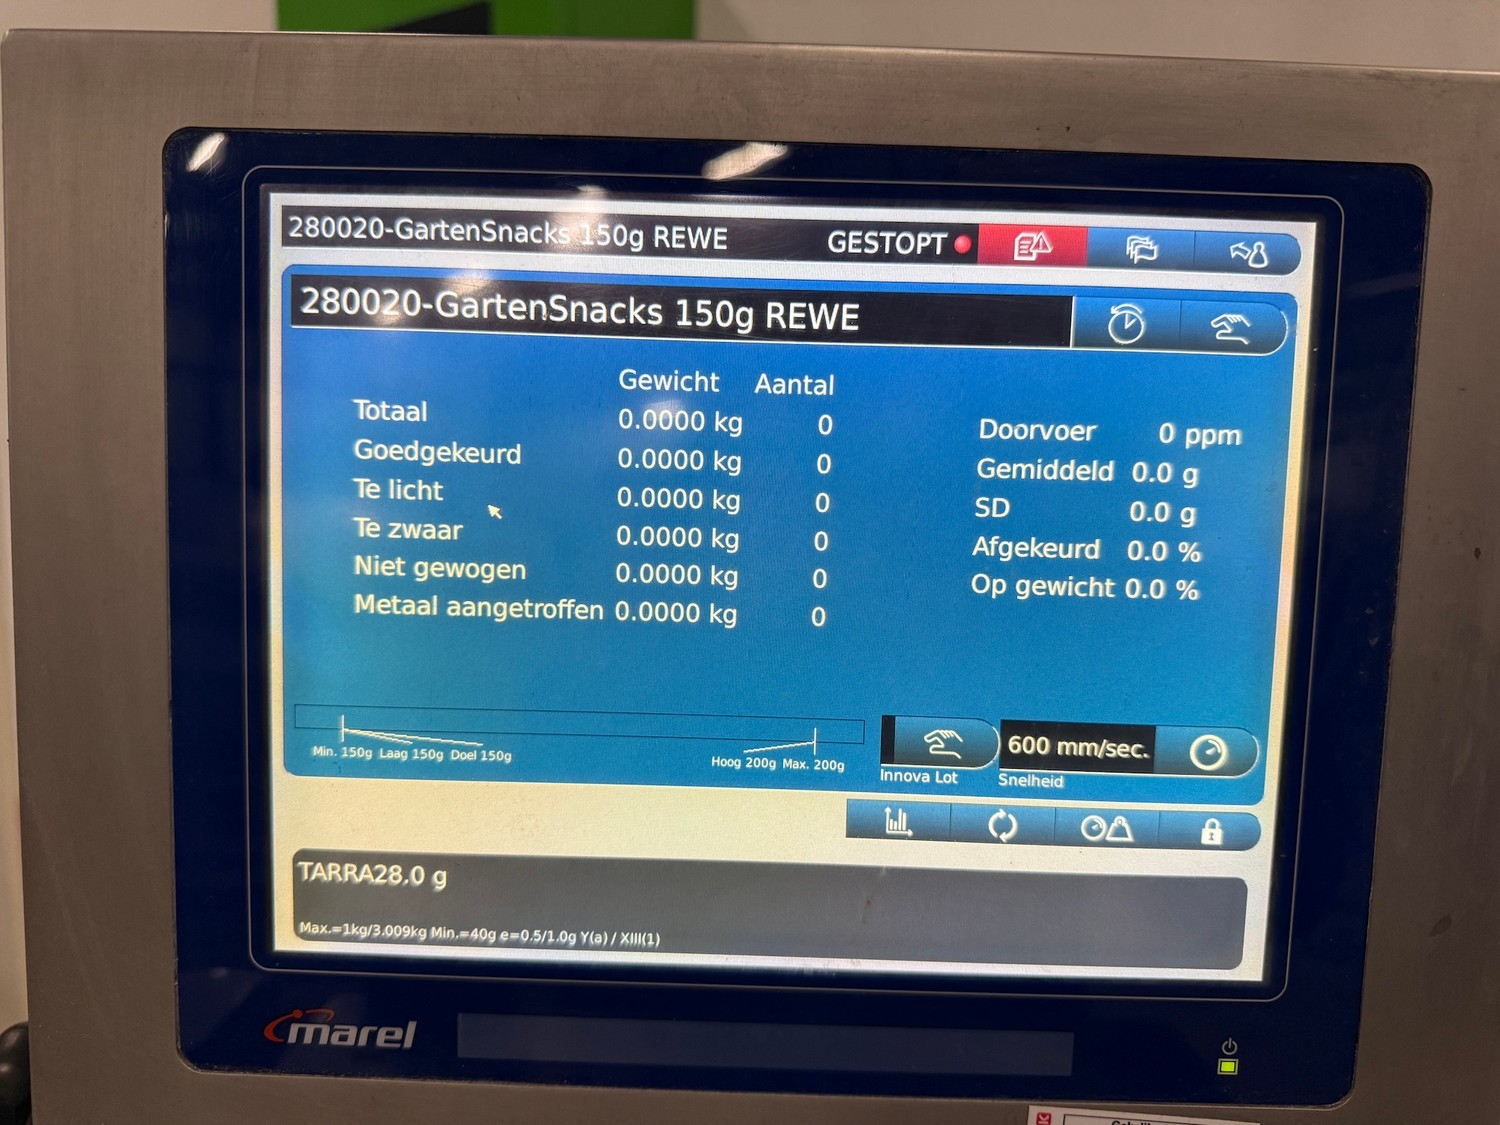 280020-GartenSnacks 150g REWE GESTOPT
280020-GartenSnacks 150g REWE
Gewicht Aantal
Totaal 0.0000 kg 0
Goedgekeurd 0.0000 kg 0
Te licht 0.0000 kg 0
Te zwaar 0.0000 kg 0
Niet gewogen 0.0000 kg 0
Metaal aangetroffen 0.0000 kg 0
Doorvoer 0 ppm
Gemiddeld 0.0 g
SD 0.0 g
Afgekeurd 0.0 %
Op gewicht 0.0 %
Min. 150g Laag 150g Doel 150g Hoog 200g Max. 200g
600 mm/sec.
Innova Lot Snelheid
TARRA28.0 g
Max.=1kg/3.009kg Min.=40g e=0.5/1.0g Y(a) / XIII(1)
marel